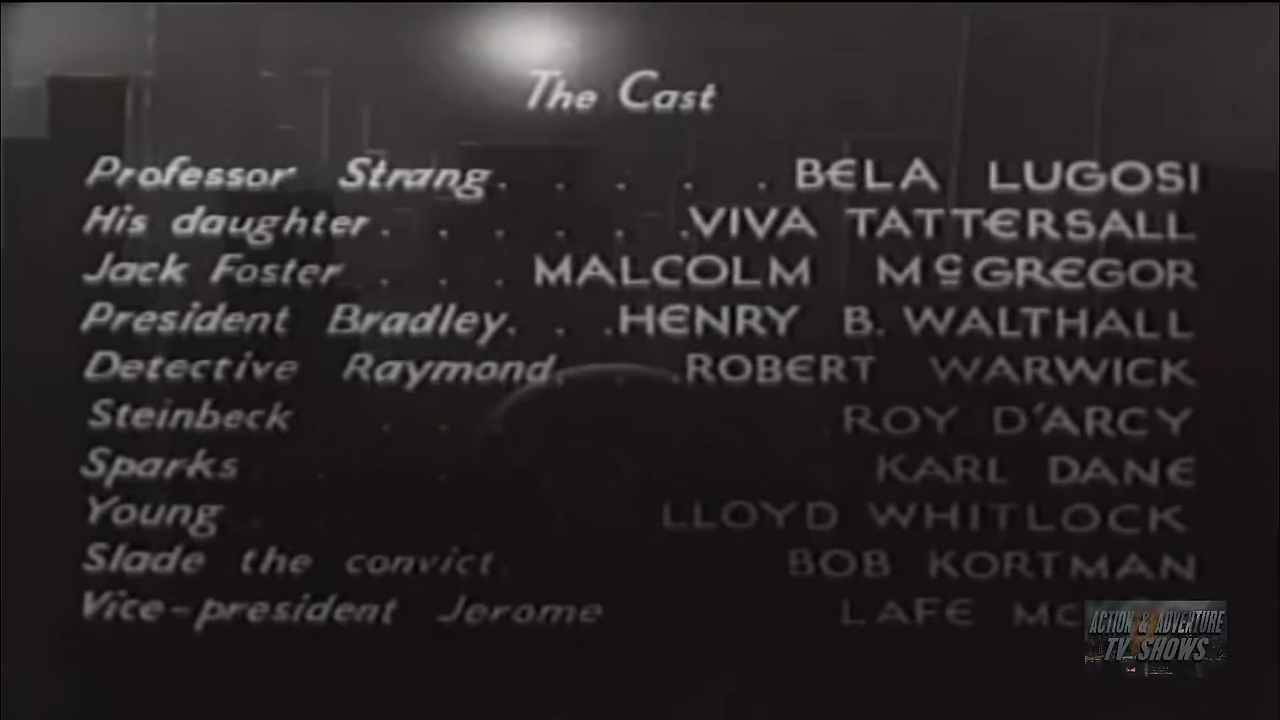 The Cast
Professor Strang. . . . . BELA LUGOSI
His daughter. . . . . .VIVA TATTERSALL
Jack Foster . . . MALCOLM McGREGOR
President Bradley. . .HENRY B. WALTHALL
Detective Raymond. . .ROBERT WARWICK
Steinbeck . . . .ROY D'ARCY
Sparks . . KARL DANE
Young . LLOYD WHITLOCK
Slade the convict. BOB KORTMAN
Vice-president Jerome LAFE
ACTION & ADVENTURE
TV SHOWS